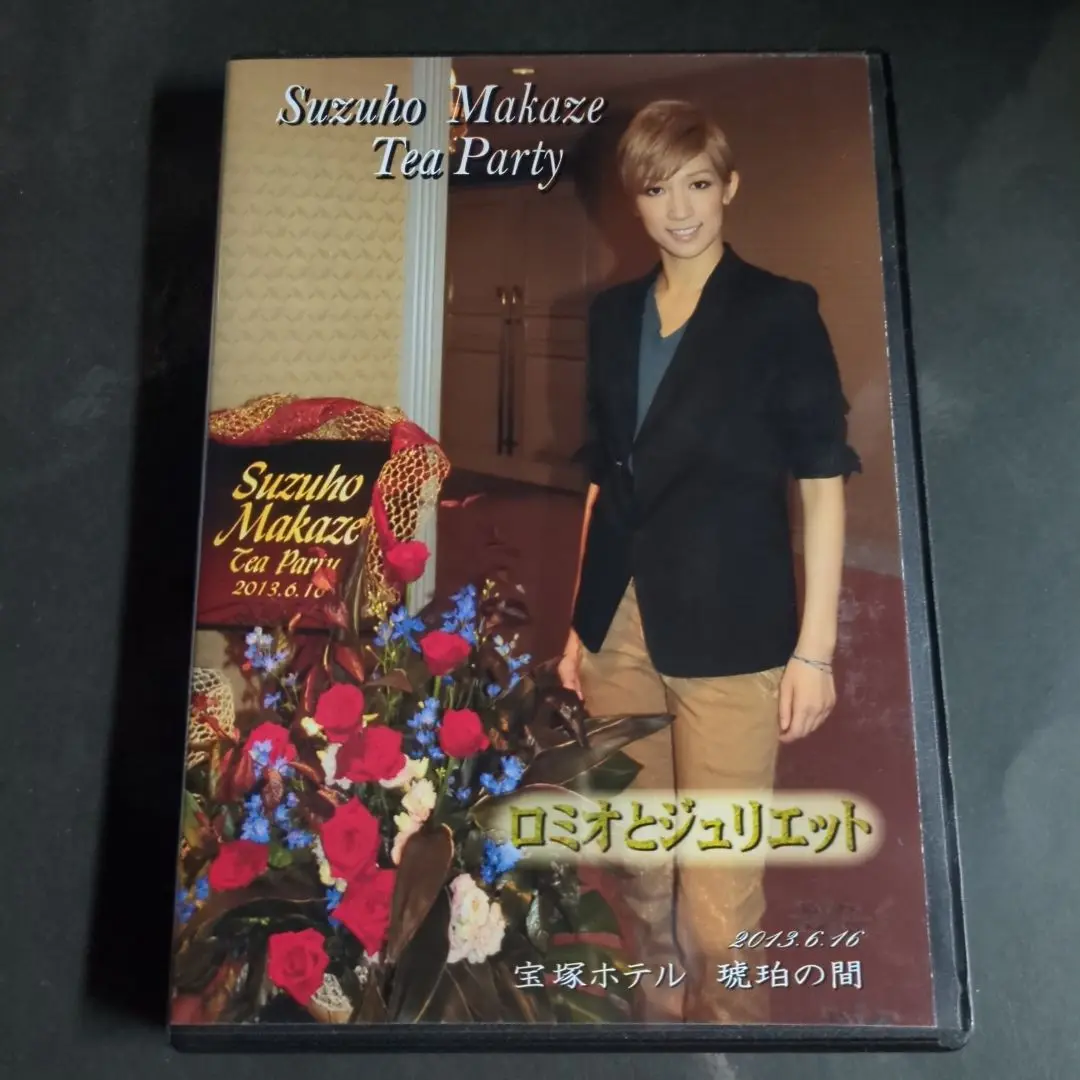 Suzuho Makaze
Tea Party
Suzuho
Makaze
Tea Party
2013.6.16
ロミオとジュリエット
2013.6.16
宝塚ホテル 琥珀の間